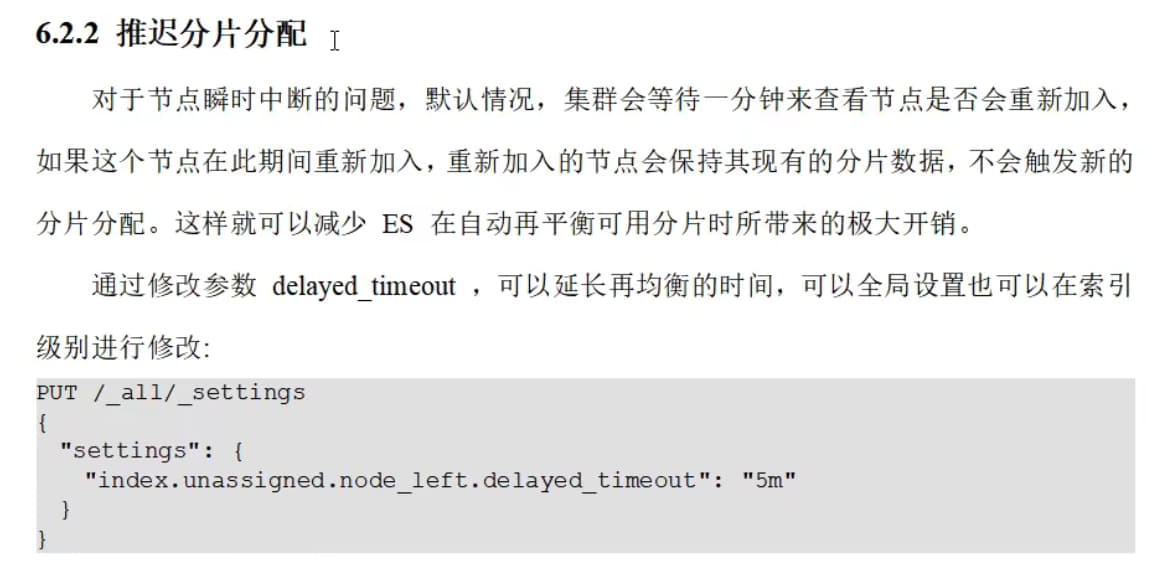 6.2.2 推迟分片分配
对于节点瞬时中断的问题，默认情况，集群会等待一分钟来查看节点是否会重新加入，
如果这个节点在此期间重新加入，重新加入的节点会保持其现有的分片数据，不会触发新的
分片分配。这样就可以减少 ES 在自动再平衡可用分片时所带来的极大开销。
通过修改参数 delayed_timeout ，可以延长再均衡的时间，可以全局设置也可以在索引
级别进行修改:
PUT /_all/_settings
{
  "settings": {
    "index.unassigned.node_left.delayed_timeout": "5m"
  }
}